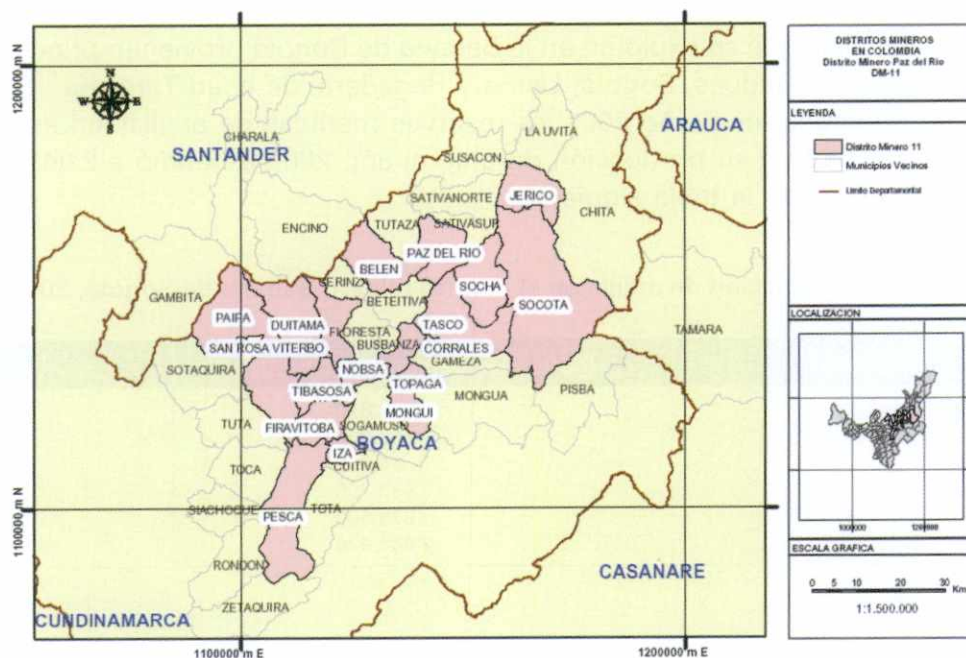 DISTRITOS MINEROS
EN COLOMBIA
Distrito Minero Paz del Rio
DM-11
LEYENDA
Distrito Minero 11
Municipios Vecinos
Limite Departamental
LOCALIZACION
1000000
1200000
ESCALA GRAFICA
0 5 10 20 30
Km
1:1.500.000
N
W E
S
1200000 m N
1100000 m N
1100000 m E
1200000 m E
CHARALA
SANTANDER
LA UVITA
ARAUCA
SUSACON
SATIVANORTE
JERICO
ENCINO
TUTAZA
SATIVASUR
CHITA
PAZ DEL RIO
BELEN
CERINZA
SOCHA
GAMBITA
BETEITIVA
SOCOTA
PAIPA
DUITAMA
FLORESTA
TASCO
TAMARA
SAN ROSA VITERBO
BUSBANZA
CORRALES
SOTAQUIRA
NOBSA
GAMEZA
TIBASOSA
TOPAGA
MONGUA
PISBA
MONGUI
TUTA
FIRAVITOBA
SOGAMOSO
BOYACA
IZA
CUITIVA
TOCA
SIACHOQUE
PESCA
TOTA
RONDON
CASANARE
ZETAQUIRA
CUNDINAMARCA